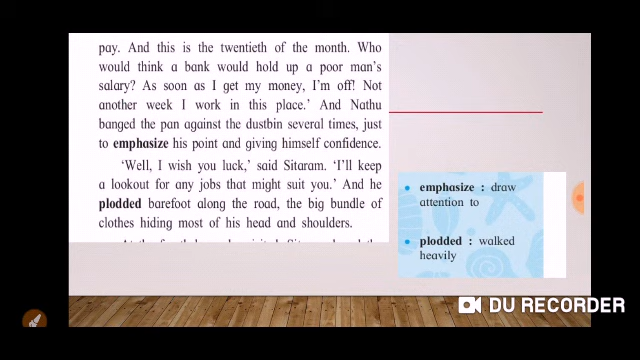 pay. And this is the twentieth of the month. Who
would think a bank would hold up a poor man's
salary? As soon as I get my money, I'm off! Not
another week I work in this place.' And Nathu
banged the pan against the dustbin several times, just
to emphasize his point and giving himself confidence.
'Well, I wish you luck,' said Sitaram. 'I'll keep
a lookout for any jobs that might suit you.' And he
plodded barefoot along the road, the big bundle of
clothes hiding most of his head and shoulders.
• emphasize : draw
attention to
• plodded : walked
heavily
DU RECORDER